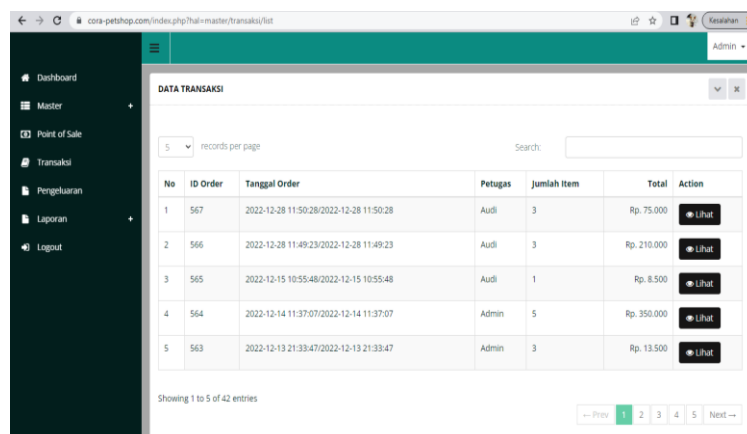 cora-petshop.com/index.php?hal=master/transaksi/list
Kesalahan
Admin
Dashboard
Master +
Point of Sale
Transaksi
Pengeluaran
Laporan +
Logout
DATA TRANSAKSI
5 records per page
Search:
No ID Order Tanggal Order Petugas Jumlah Item Total Action
1 567 2022-12-28 11:50:28/2022-12-28 11:50:28 Audi 3 Rp. 75.000 Lihat
2 566 2022-12-28 11:49:23/2022-12-28 11:49:23 Audi 3 Rp. 210.000 Lihat
3 565 2022-12-15 10:55:48/2022-12-15 10:55:48 Audi 1 Rp. 8.500 Lihat
4 564 2022-12-14 11:37:07/2022-12-14 11:37:07 Admin 5 Rp. 350.000 Lihat
5 563 2022-12-13 21:33:47/2022-12-13 21:33:47 Admin 3 Rp. 13.500 Lihat
Showing 1 to 5 of 42 entries
← Prev 1 2 3 4 5 Next →